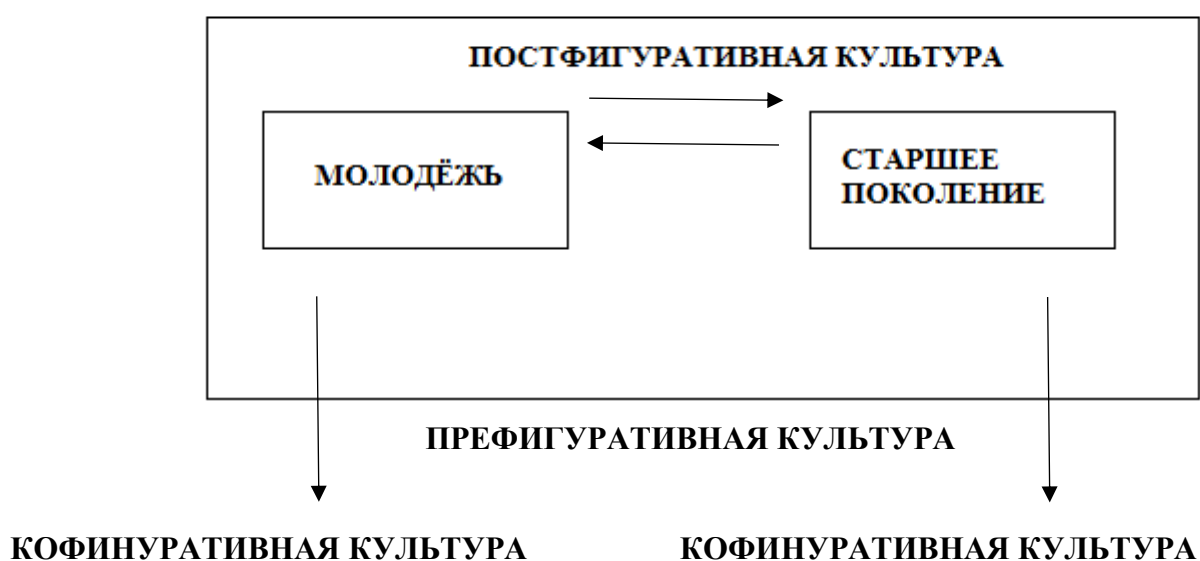 ПОСТФИГУРАТИВНАЯ КУЛЬТУРА
МОЛОДЁЖЬ
СТАРШЕЕ
ПОКОЛЕНИЕ
ПРЕФИГУРАТИВНАЯ КУЛЬТУРА
КОФИНУРАТИВНАЯ КУЛЬТУРА
КОФИНУРАТИВНАЯ КУЛЬТУРА